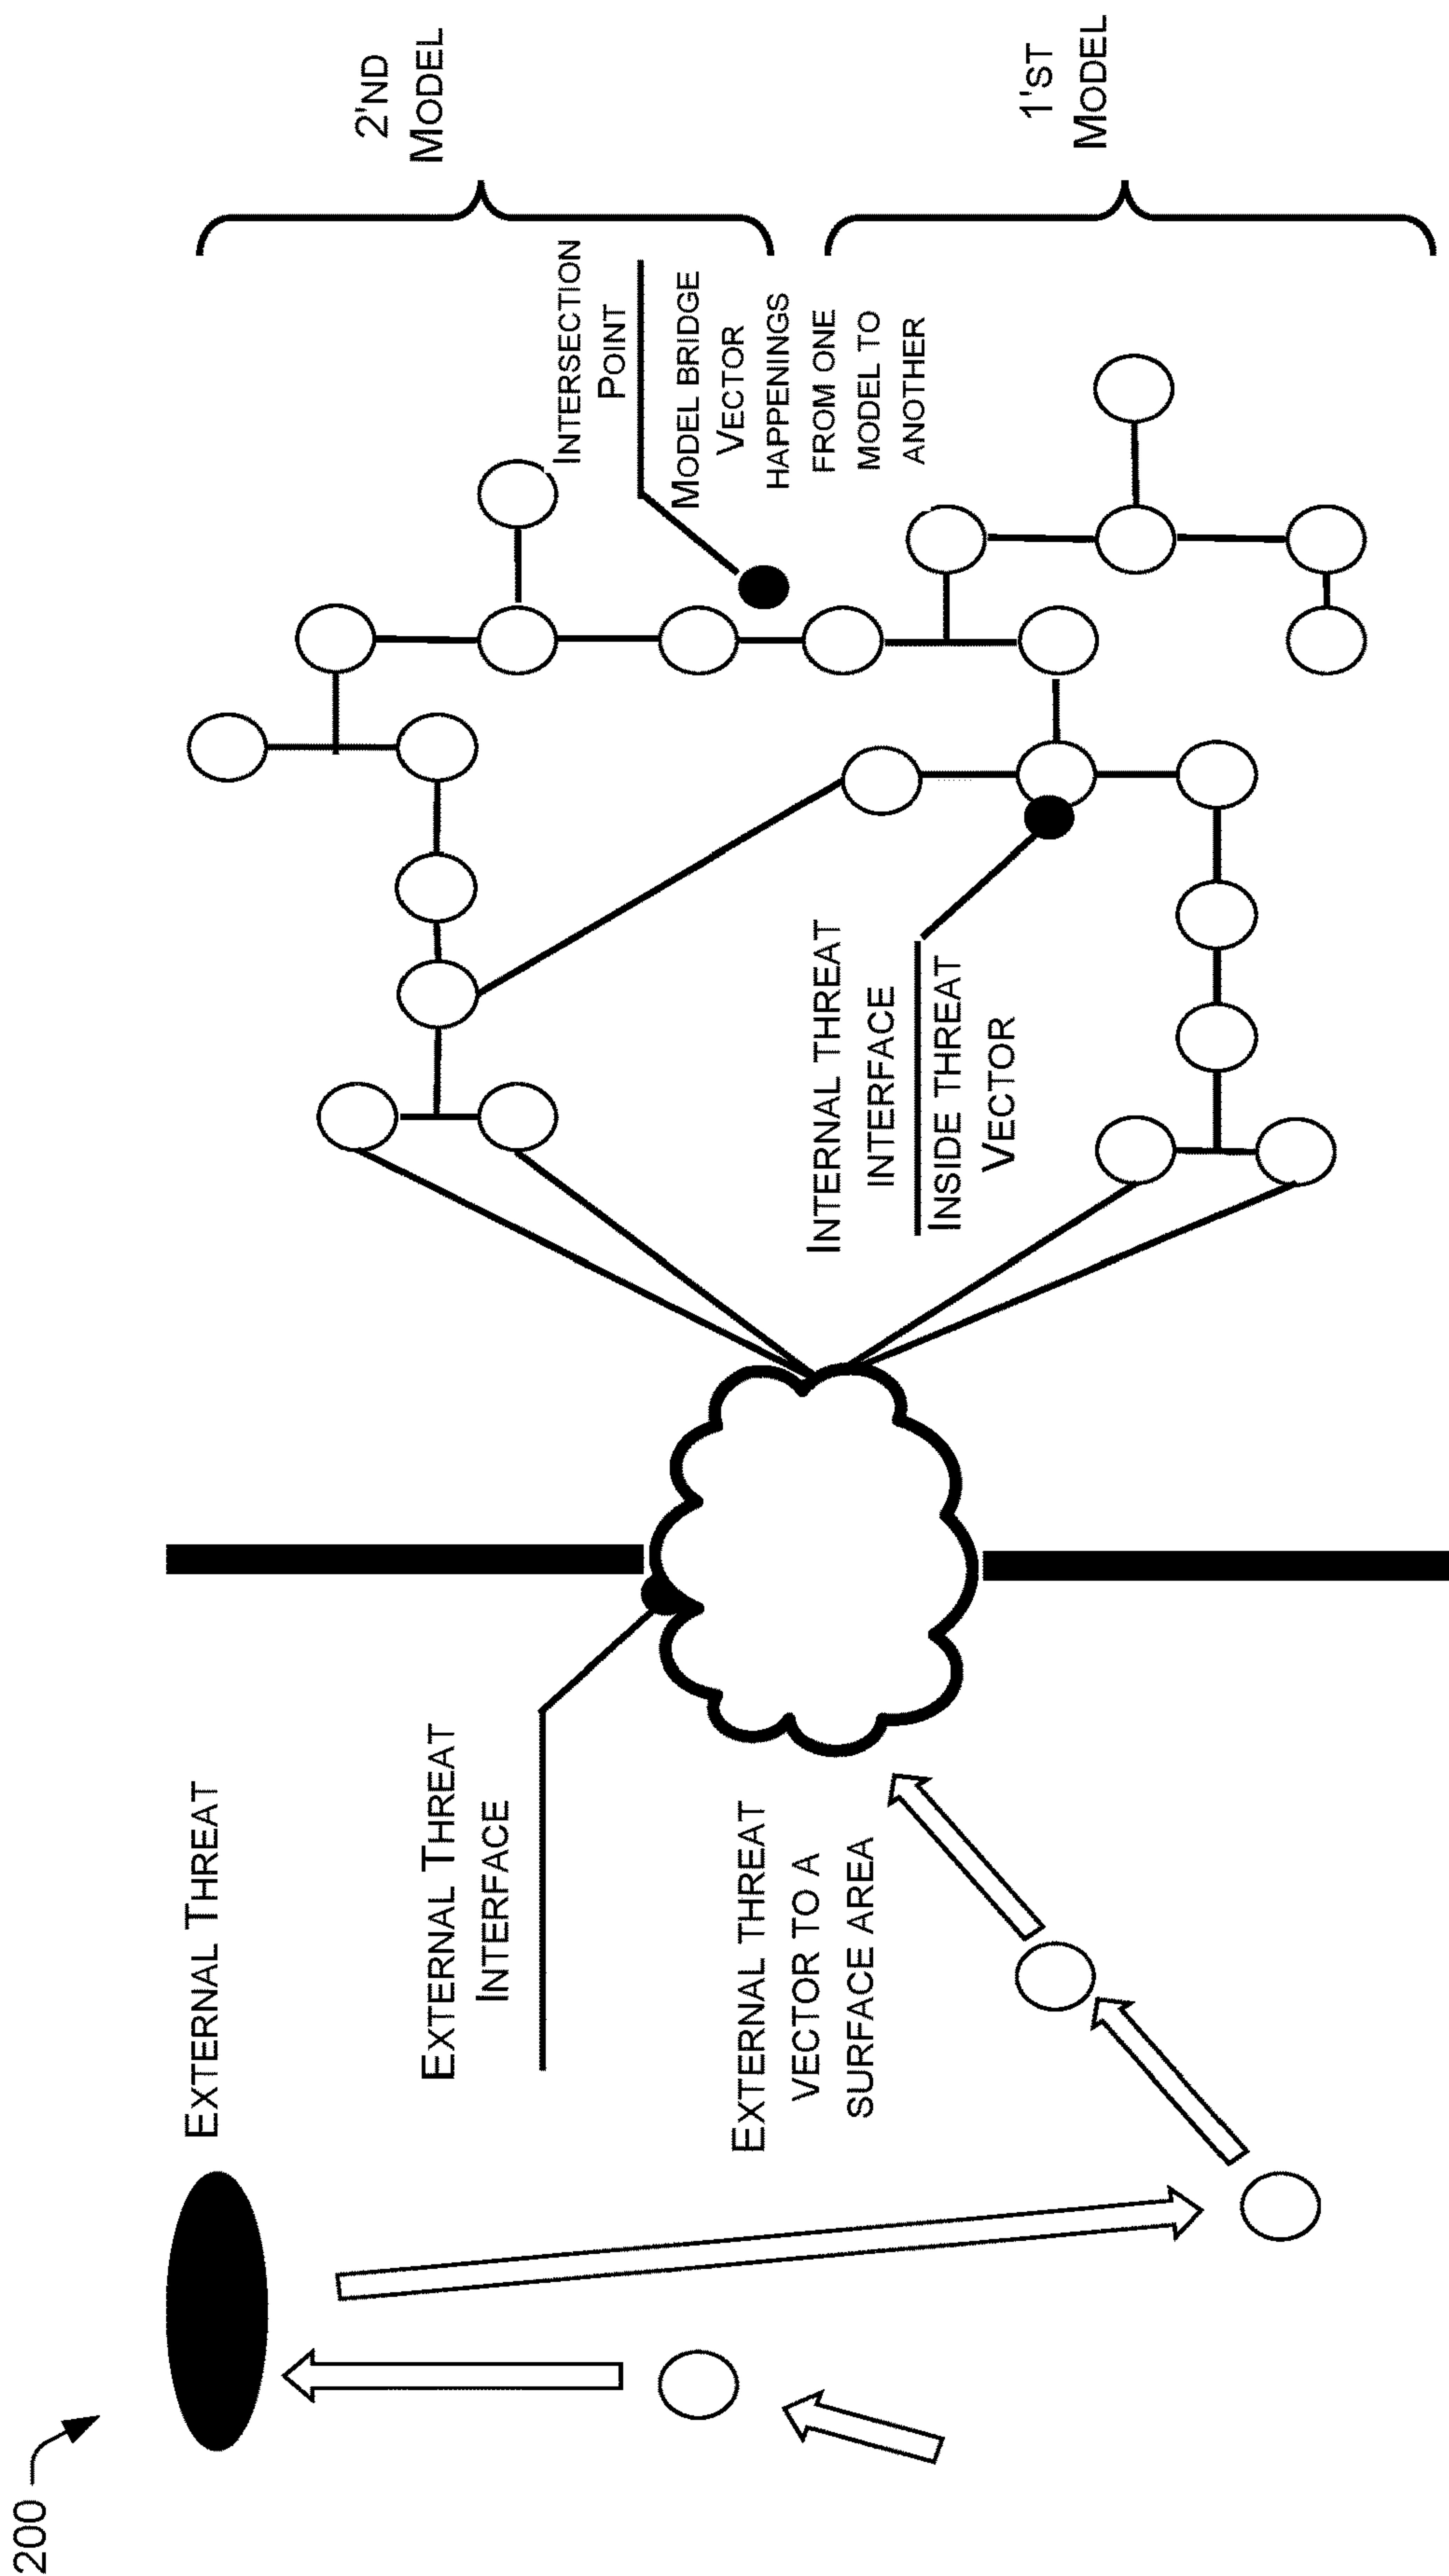 200
EXTERNAL THREAT
EXTERNAL THREAT
INTERFACE
EXTERNAL THREAT
VECTOR TO A
SURFACE AREA
INTERNAL THREAT
INTERFACE
INSIDE THREAT
VECTOR
INTERSECTION
POINT
MODEL BRIDGE
VECTOR
HAPPENINGS
FROM ONE
MODEL TO
ANOTHER
2'ND
MODEL
1'ST
MODEL